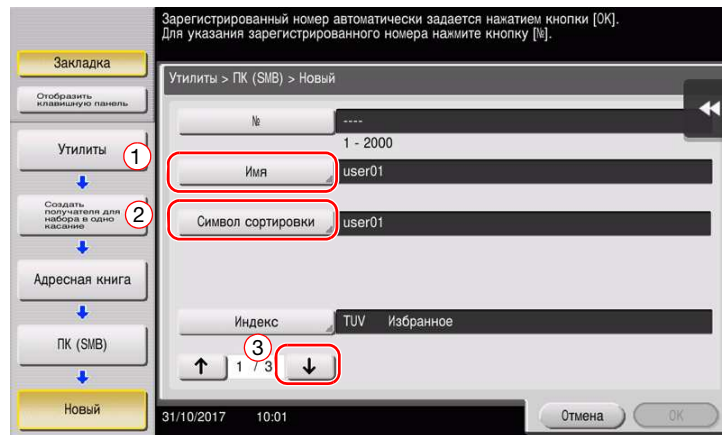 Зарегистрированный номер автоматически задается нажатием кнопки [OK].
Для указания зарегистрированного номера нажмите кнопку [№].
Закладка
Отобразить
клавишную панель
Утилиты
1
Создать
получателя для
набора в одно
касание
2
Адресная книга
ПК (SMB)
Новый
Утилиты > ПК (SMB) > Новый
№
----
1 - 2000
Имя
user01
Символ сортировки
user01
Индекс
TUV Избранное
3
↑ 1 / 3 ↓
31/10/2017 10:01
Отмена
OK